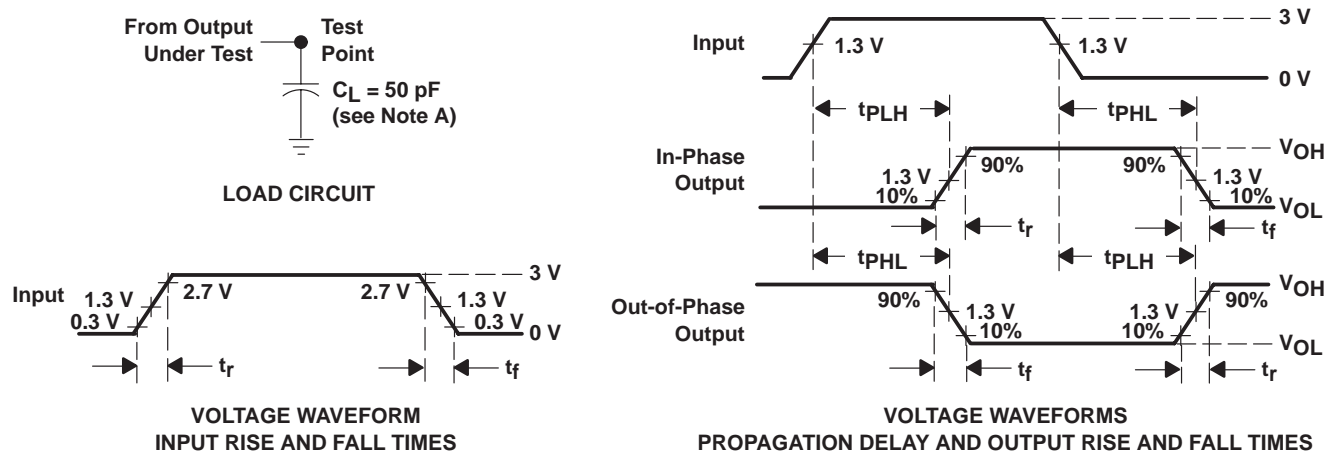 From Output
Under Test
Test
Point
CL = 50 pF
(see Note A)
LOAD CIRCUIT
Input
1.3 V
0.3 V
2.7 V
2.7 V
1.3 V
0.3 V
3 V
0 V
tr
tf
VOLTAGE WAVEFORM
INPUT RISE AND FALL TIMES
Input
1.3 V
1.3 V
3 V
0 V
tPLH
tPHL
In-Phase
Output
1.3 V
10%
90%
90%
1.3 V
10%
VOH
VOL
tr
tf
tPHL
tPLH
Out-of-Phase
Output
90%
1.3 V
10%
1.3 V
10%
90%
VOH
VOL
tf
tr
VOLTAGE WAVEFORMS
PROPAGATION DELAY AND OUTPUT RISE AND FALL TIMES